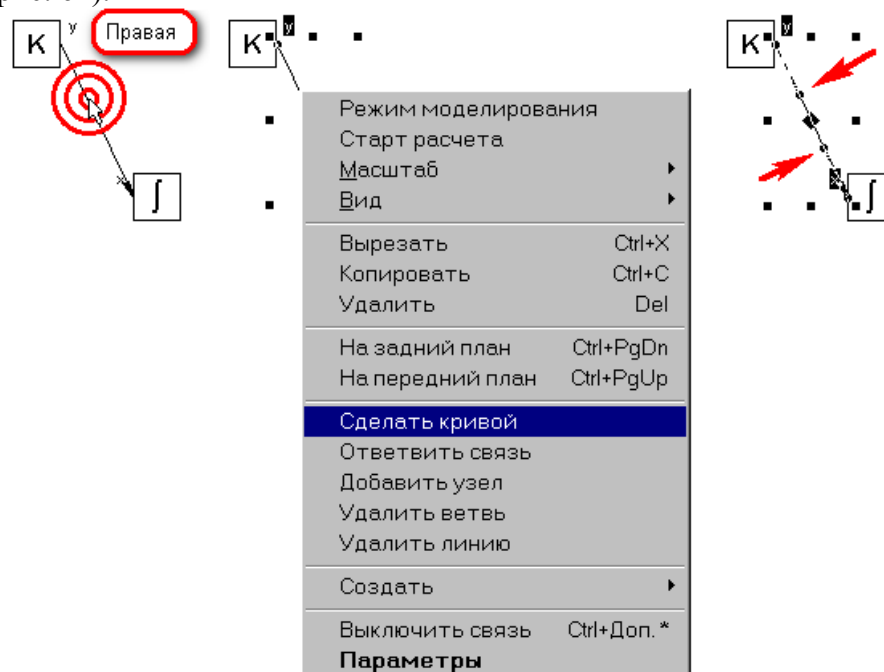 K
y
Правая
x
∫
K
y
Режим моделирования
Старт расчета
Масштаб
Вид
Вырезать Ctrl+X
Копировать Ctrl+C
Удалить Del
На задний план Ctrl+PgDn
На передний план Ctrl+PgUp
Сделать кривой
Ответвить связь
Добавить узел
Удалить ветвь
Удалить линию
Создать
Выключить связь Ctrl+Доп.*
Параметры
K
y
∫